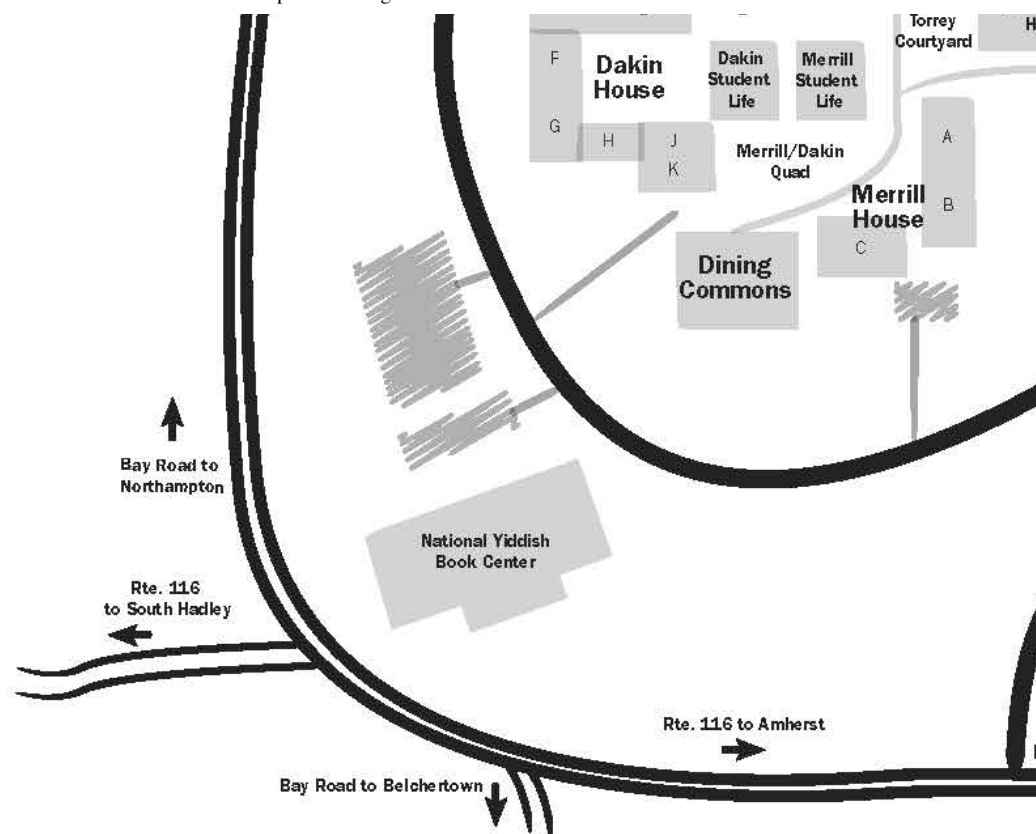 Torrey
Courtyard
H
F
Dakin
House
Dakin
Student
Life
Merrill
Student
Life
G
H
J
K
Merrill/Dakin
Quad
A
Merrill
House
B
C
Dining
Commons
Bay Road to
Northampton
National Yiddish
Book Center
Rte. 116
to South Hadley
Rte. 116 to Amherst
Bay Road to Belchertown